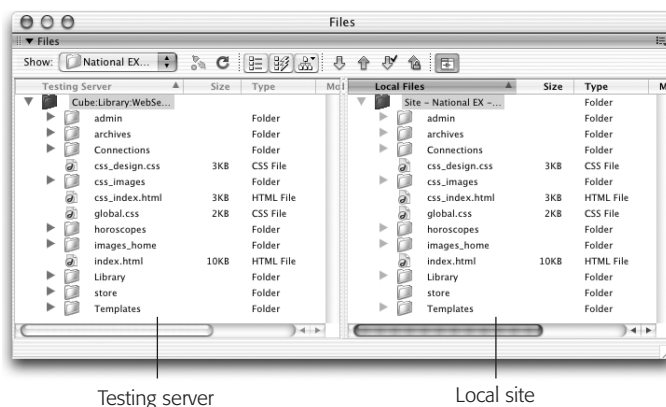 Files
Files
Show: National EX...
Testing Server Size Type
Cube:Library:WebSe... Folder
admin Folder
archives Folder
Connections Folder
css_design.css 3KB CSS File
css_images Folder
css_index.html 3KB HTML File
global.css 2KB CSS File
horoscopes Folder
images_home Folder
index.html 10KB HTML File
Library Folder
store Folder
Templates Folder
Local Files Size Type M
Site – National EX –... Folder
admin Folder
archives Folder
Connections Folder
css_design.css 3KB CSS File
css_images Folder
css_index.html 3KB HTML File
global.css 2KB CSS File
horoscopes Folder
images_home Folder
index.html 10KB HTML File
Library Folder
store Folder
Templates Folder
Testing server
Local site